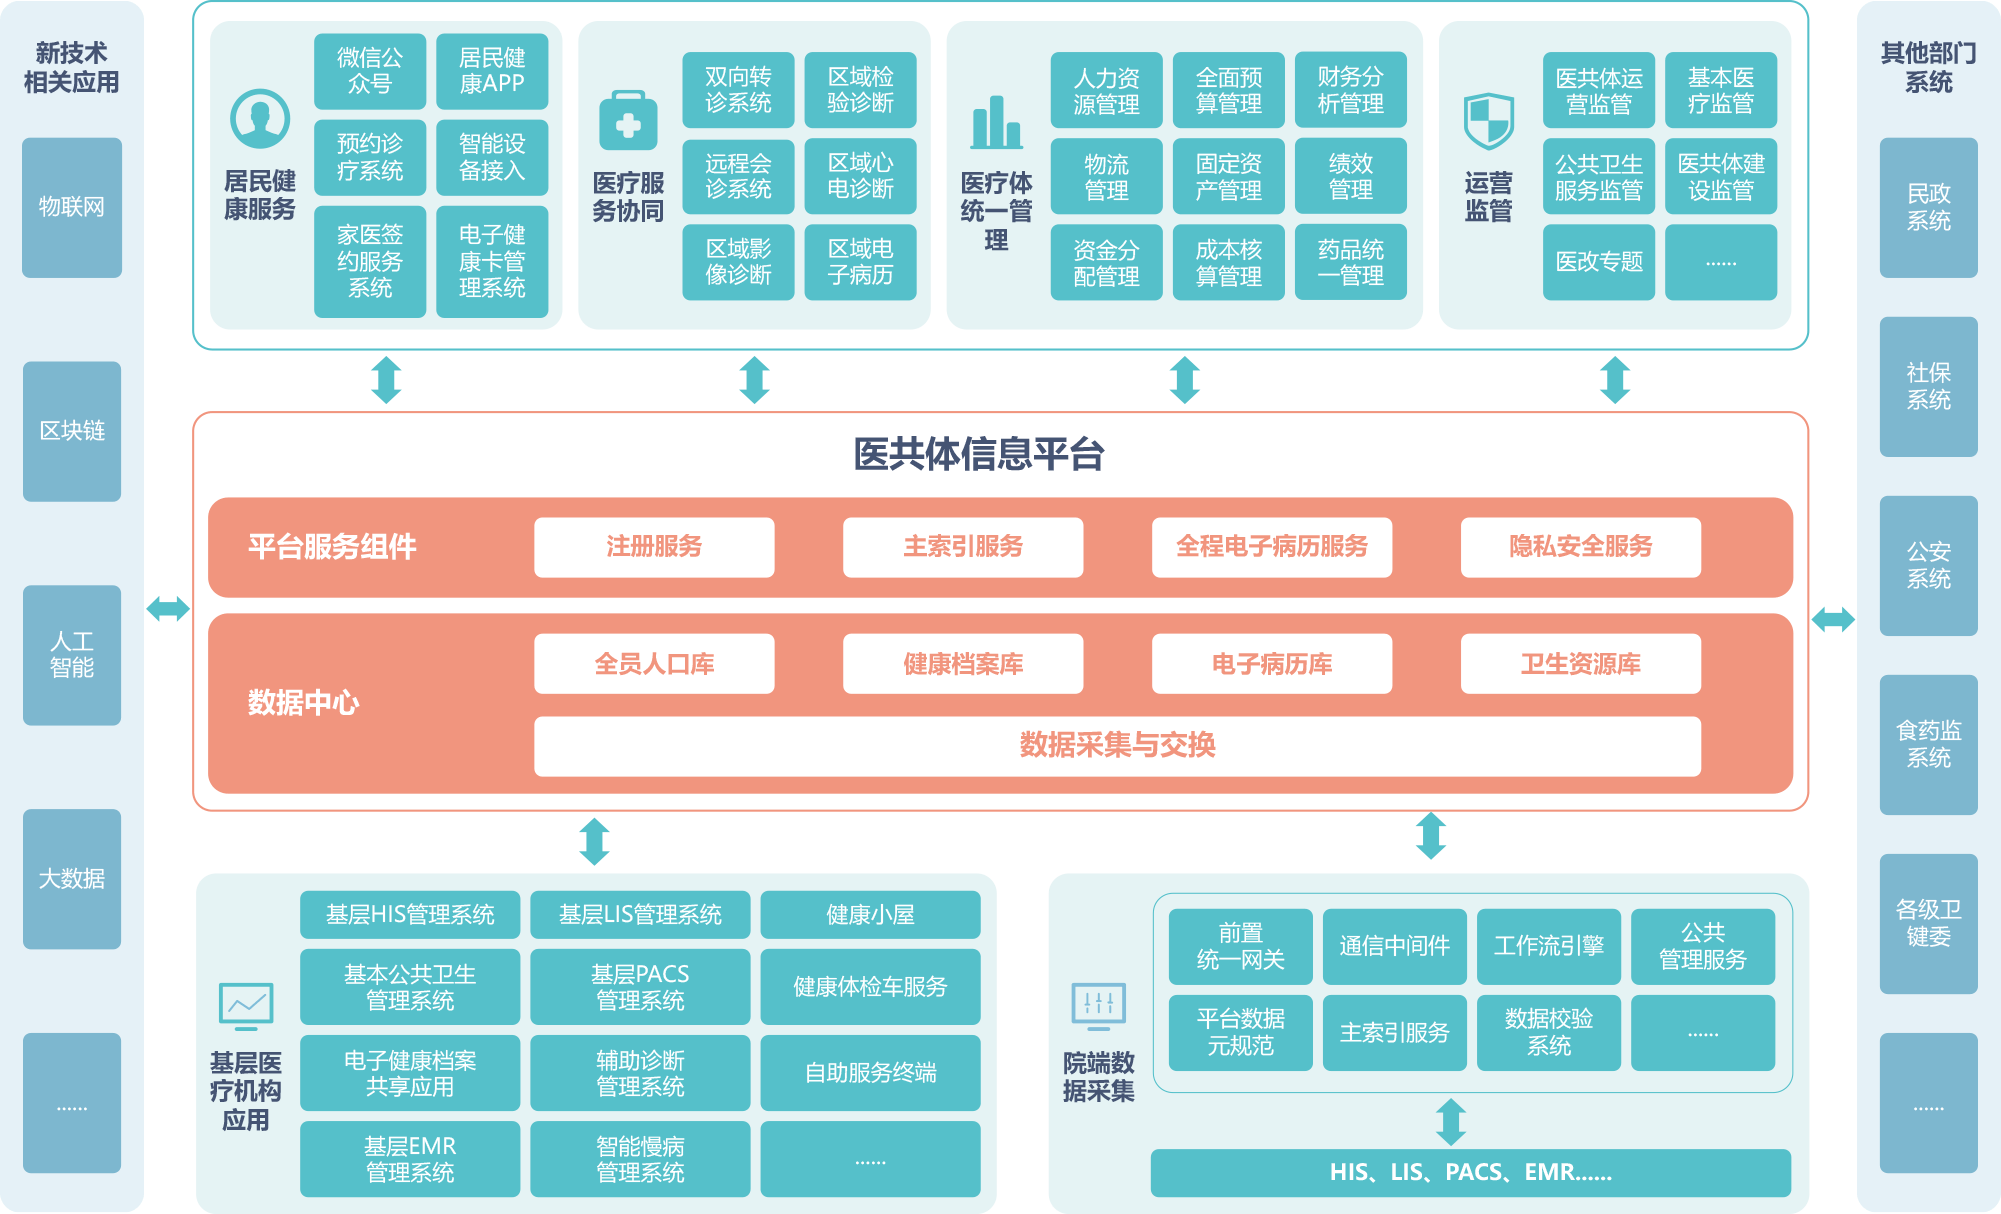 新技术
相关应用
物联网
区块链
人工
智能
大数据
......
居民健
康服务
微信公
众号
居民健
康APP
预约诊
疗系统
智能设
备接入
家医签
约服务
系统
电子健
康卡管
理系统
医疗服
务协同
双向转
诊系统
区域检
验诊断
远程会
诊系统
区域心
电诊断
区域影
像诊断
区域电
子病历
医疗体
统一管
理
人力资
源管理
全面预
算管理
财务分
析管理
物流
管理
固定资
产管理
绩效
管理
资金分
配管理
成本核
算管理
药品统
一管理
运营
监管
医共体运
营监管
基本医
疗监管
公共卫生
服务监管
医共体建
设监管
医改专题
......
医共体信息平台
平台服务组件
注册服务
主索引服务
全程电子病历服务
隐私安全服务
数据中心
全员人口库
健康档案库
电子病历库
卫生资源库
数据采集与交换
基层医
疗机构
应用
基层HIS管理系统
基层LIS管理系统
健康小屋
基本公共卫生
管理系统
基层PACS
管理系统
健康体检车服务
电子健康档案
共享应用
辅助诊断
管理系统
自助服务终端
基层EMR
管理系统
智能慢病
管理系统
......
院端数
据采集
前置
统一网关
通信中间件
工作流引擎
公共
管理服务
平台数据
元规范
主索引服务
数据校验
系统
......
HIS、LIS、PACS、EMR......
其他部门
系统
民政
系统
社保
系统
公安
系统
食药监
系统
各级卫
键委
......